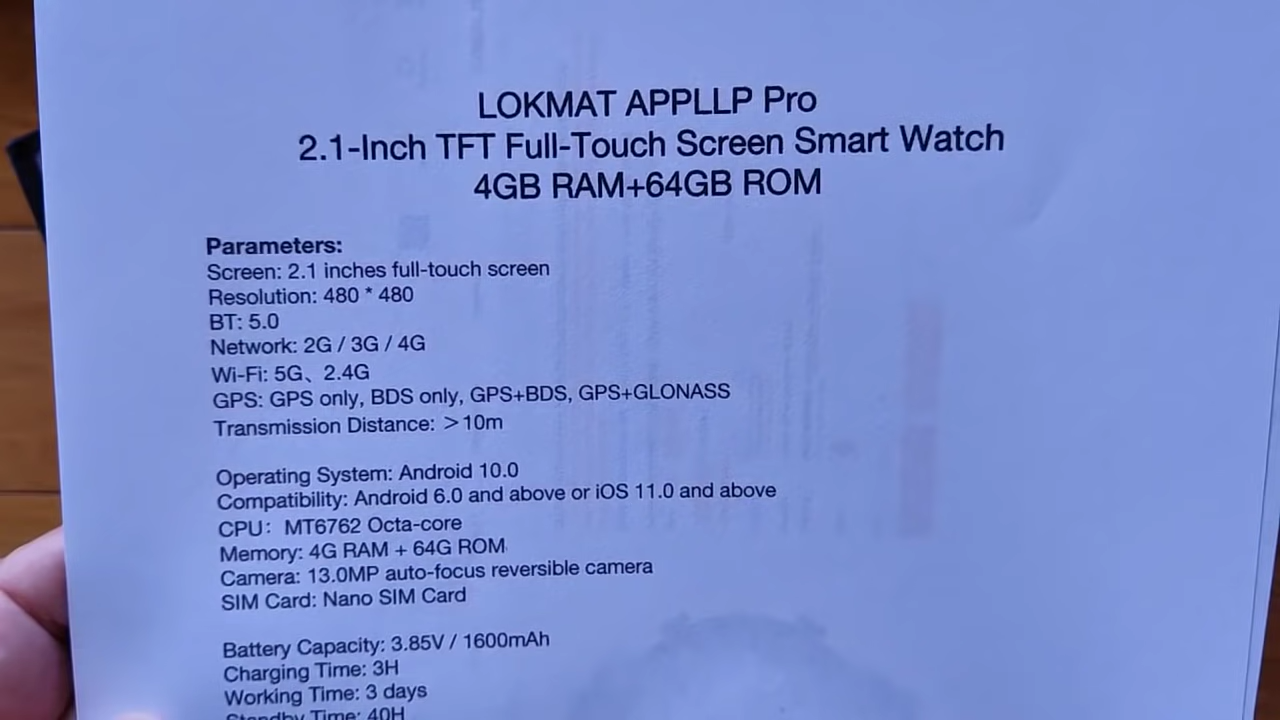 LOKMAT APPLLP Pro
2.1-Inch TFT Full-Touch Screen Smart Watch
4GB RAM+64GB ROM
Parameters:
Screen: 2.1 inches full-touch screen
Resolution: 480 * 480
BT: 5.0
Network: 2G / 3G / 4G
Wi-Fi: 5G、2.4G
GPS: GPS only, BDS only, GPS+BDS, GPS+GLONASS
Transmission Distance: >10m
Operating System: Android 10.0
Compatibility: Android 6.0 and above or iOS 11.0 and above
CPU： MT6762 Octa-core
Memory: 4G RAM + 64G ROM
Camera: 13.0MP auto-focus reversible camera
SIM Card: Nano SIM Card
Battery Capacity: 3.85V / 1600mAh
Charging Time: 3H
Working Time: 3 days
Standby Time: 40H